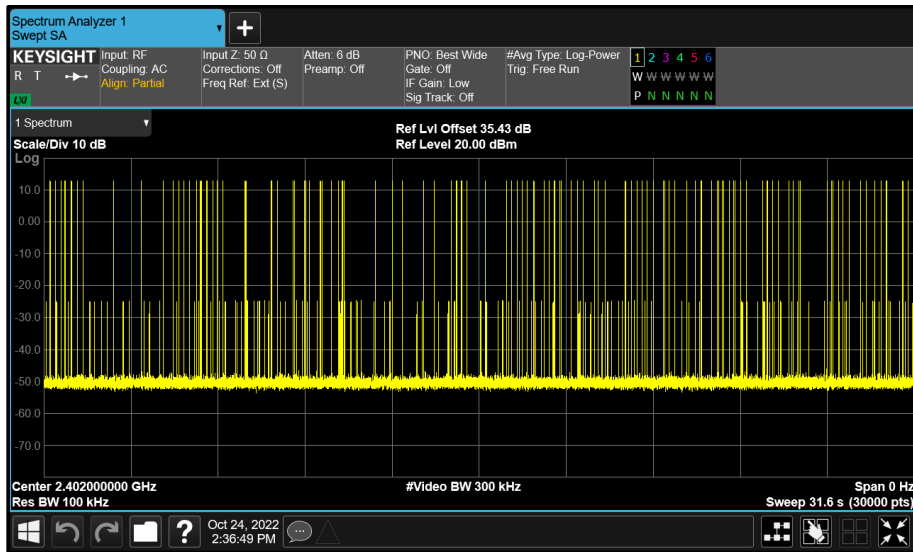 Spectrum Analyzer 1
Swept SA
KEYSIGHT Input: RF Input Z: 50 Ω Atten: 6 dB PNO: Best Wide #Avg Type: Log-Power 1 2 3 4 5 6
R T Coupling: AC Corrections: Off Preamp: Off Gate: Off Trig: Free Run W W W W W W
Align: Partial Freq Ref: Ext (S) IF Gain: Low
LXI Sig Track: Off P N N N N N
1 Spectrum
Ref Lvl Offset 35.43 dB
Scale/Div 10 dB Ref Level 20.00 dBm
Log
10.0
0.00
-10.0
-20.0
-30.0
-40.0
-50.0
-60.0
-70.0
Center 2.402000000 GHz #Video BW 300 kHz Span 0 Hz
Res BW 100 kHz Sweep 31.6 s (30000 pts)
? Oct 24, 2022
2:36:49 PM